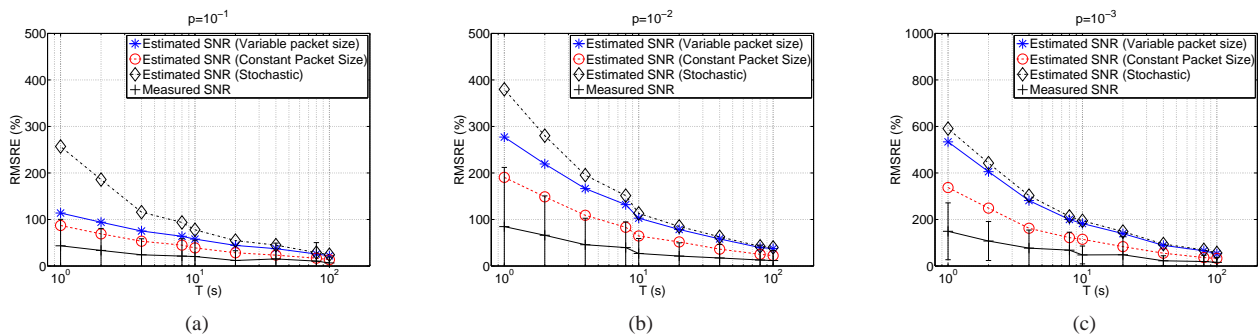 p=10⁻¹
500
400
300
200
100
0
RMSRE (%)
10⁰
10¹
10²
T (s)
Estimated SNR (Variable packet size)
Estimated SNR (Constant Packet Size)
Estimated SNR (Stochastic)
Measured SNR
(a)
p=10⁻²
500
400
300
200
100
0
RMSRE (%)
10⁰
10¹
10²
T (s)
Estimated SNR (Variable packet size)
Estimated SNR (Constant Packet Size)
Estimated SNR (Stochastic)
Measured SNR
(b)
p=10⁻³
1000
800
600
400
200
0
RMSRE (%)
10⁰
10¹
10²
T (s)
Estimated SNR (Variable packet size)
Estimated SNR (Constant Packet Size)
Estimated SNR (Stochastic)
Measured SNR
(c)